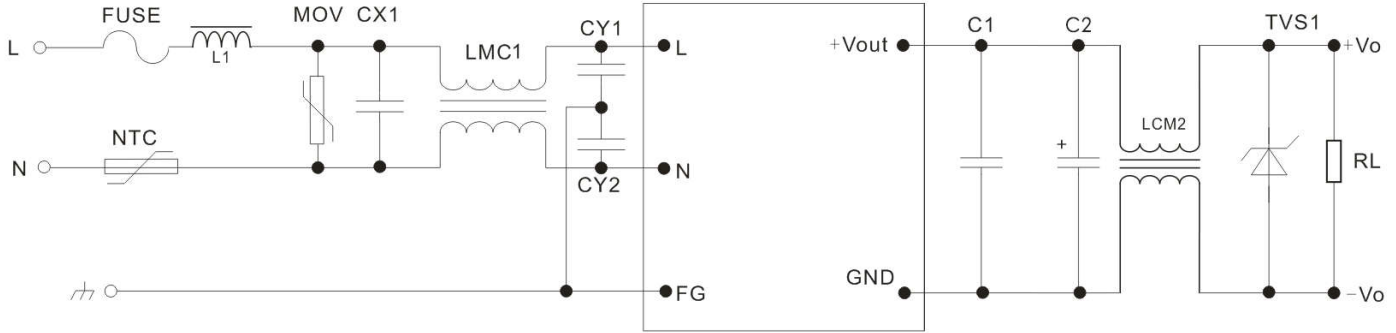 FUSE
L
L1
MOV
CX1
LMC1
CY1
L
NTC
N
CY2
N
FG
+Vout
GND
C1
C2
+
LCM2
TVS1
+Vo
RL
−Vo